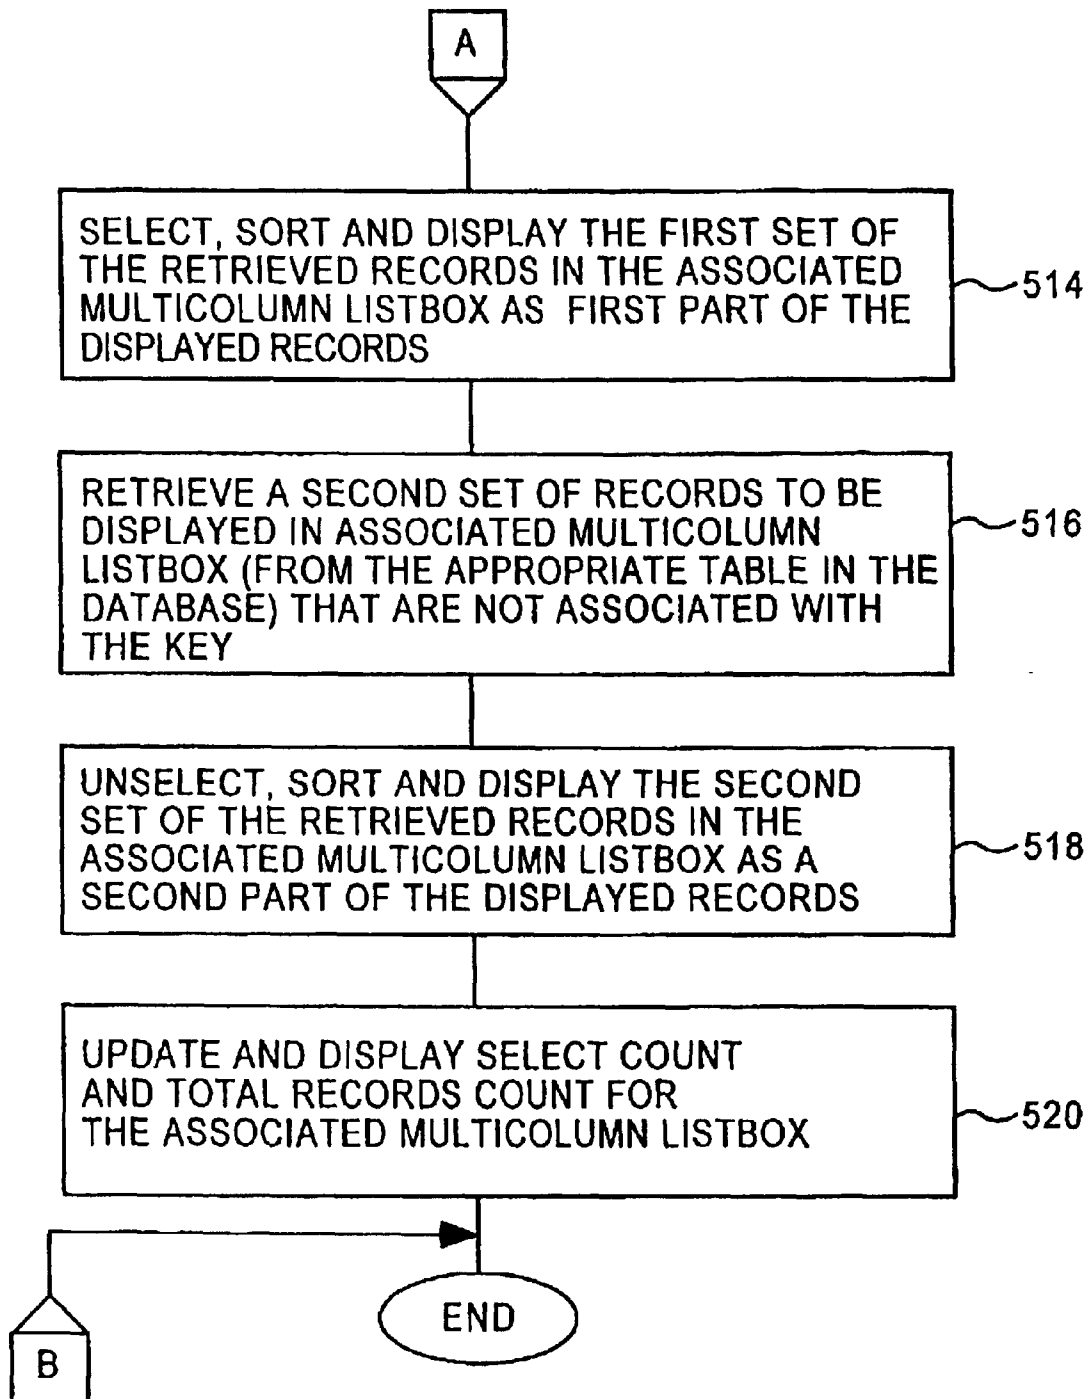 A
SELECT, SORT AND DISPLAY THE FIRST SET OF
THE RETRIEVED RECORDS IN THE ASSOCIATED
MULTICOLUMN LISTBOX AS FIRST PART OF THE
DISPLAYED RECORDS
514
RETRIEVE A SECOND SET OF RECORDS TO BE
DISPLAYED IN ASSOCIATED MULTICOLUMN
LISTBOX (FROM THE APPROPRIATE TABLE IN THE
DATABASE) THAT ARE NOT ASSOCIATED WITH
THE KEY
516
UNSELECT, SORT AND DISPLAY THE SECOND
SET OF THE RETRIEVED RECORDS IN THE
ASSOCIATED MULTICOLUMN LISTBOX AS A
SECOND PART OF THE DISPLAYED RECORDS
518
UPDATE AND DISPLAY SELECT COUNT
AND TOTAL RECORDS COUNT FOR
THE ASSOCIATED MULTICOLUMN LISTBOX
520
END
B